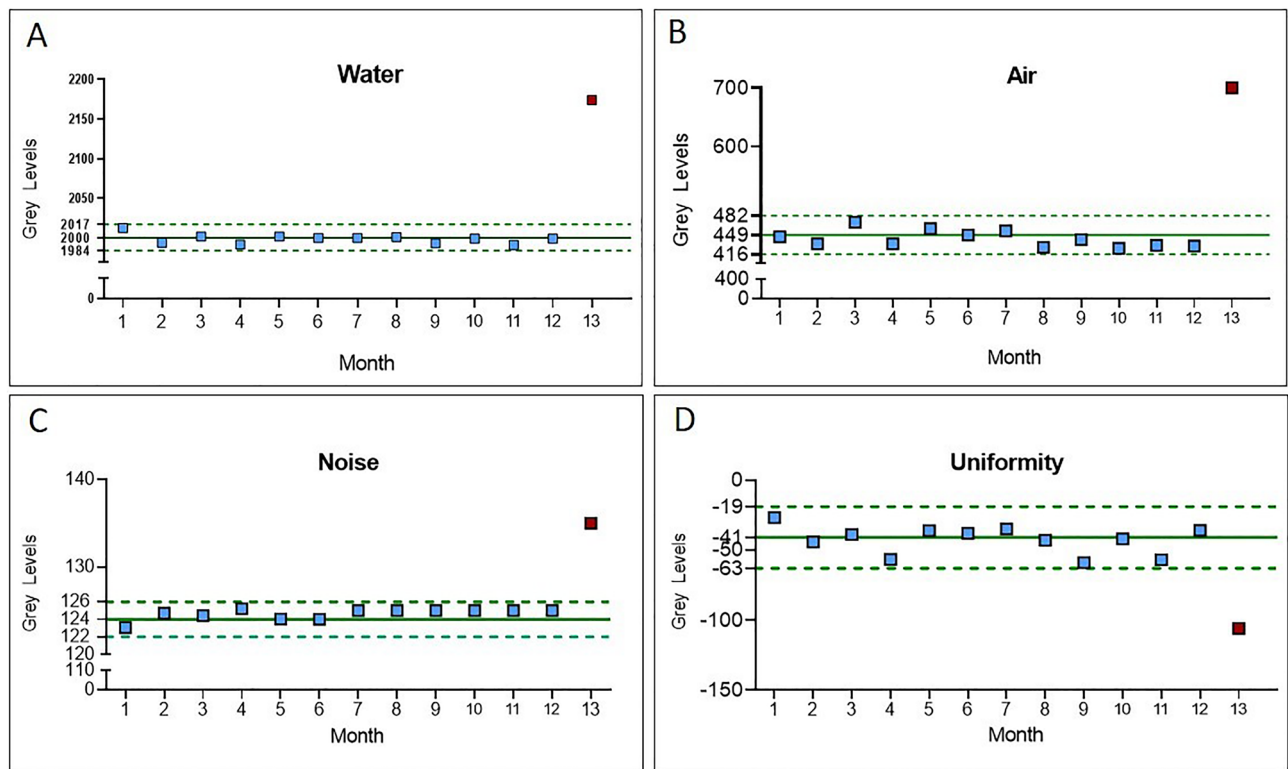 A
Water
Grey Levels
2200
2150
2100
2050
2017
2000
1984
0
1 2 3 4 5 6 7 8 9 10 11 12 13
Month
B
Air
Grey Levels
700
600
482
449
416
400
0
1 2 3 4 5 6 7 8 9 10 11 12 13
Month
C
Noise
Grey Levels
140
130
126
124
122
120
110
0
1 2 3 4 5 6 7 8 9 10 11 12 13
Month
D
Uniformity
Grey Levels
0
-19
-41
-50
-63
-100
-150
1 2 3 4 5 6 7 8 9 10 11 12 13
Month